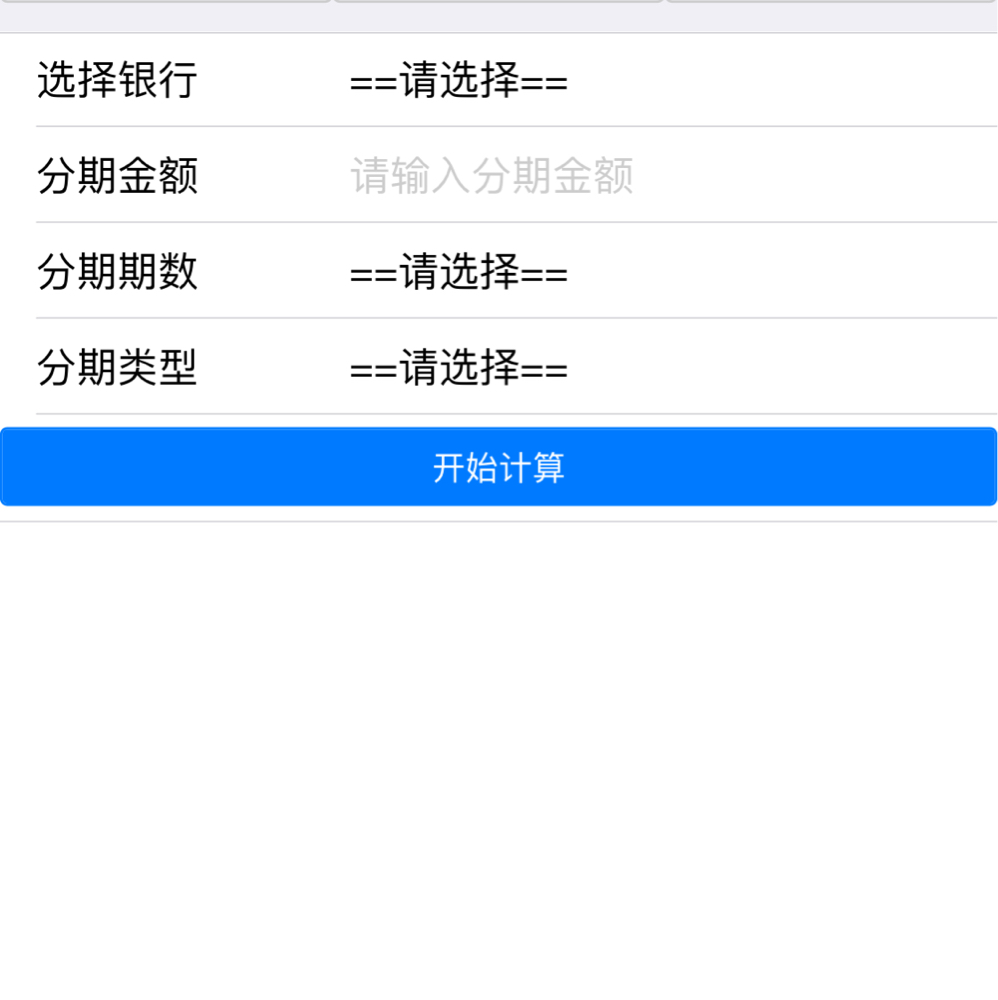 选择银行 ==请选择==
分期金额 请输入分期金额
分期期数 ==请选择==
分期类型 ==请选择==
开始计算